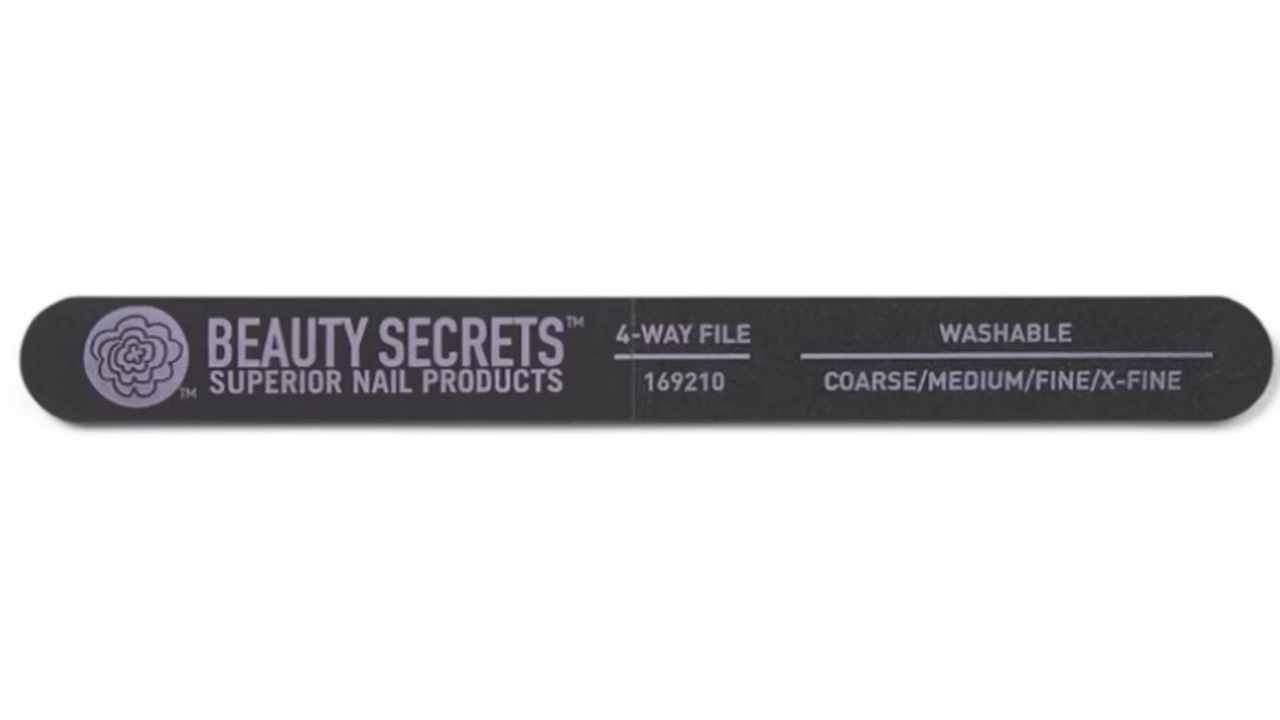 BEAUTY SECRETS™
SUPERIOR NAIL PRODUCTS
™
4-WAY FILE
169210
WASHABLE
COARSE/MEDIUM/FINE/X-FINE